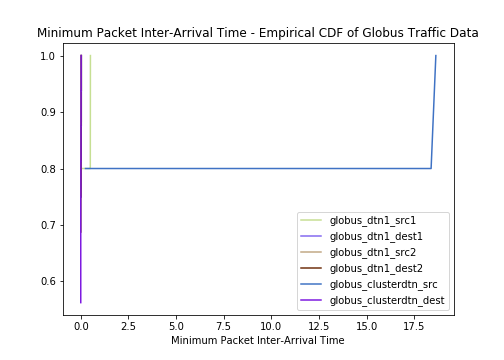 Minimum Packet Inter-Arrival Time - Empirical CDF of Globus Traffic Data
1.0
0.9
0.8
0.7
0.6
globus_dtn1_src1
globus_dtn1_dest1
globus_dtn1_src2
globus_dtn1_dest2
globus_clusterdtn_src
globus_clusterdtn_dest
0.0 2.5 5.0 7.5 10.0 12.5 15.0 17.5
Minimum Packet Inter-Arrival Time